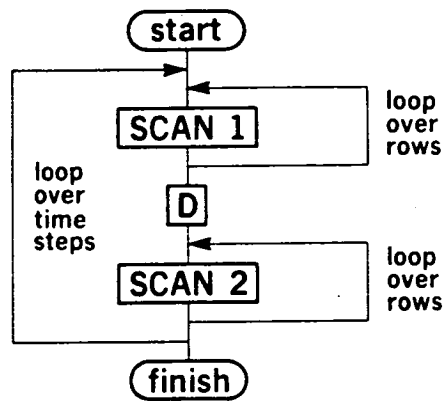 start
SCAN 1
loop
over
rows
loop
over
time
steps
D
SCAN 2
loop
over
rows
finish